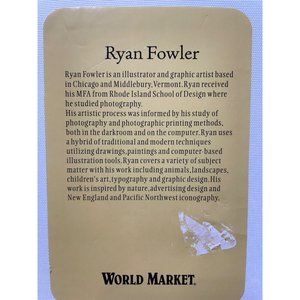 Ryan Fowler
Ryan Fowler is an illustrator and graphic artist based
in Chicago and Middlebury, Vermont. Ryan received
his MFA from Rhode Island School of Design where
he studied photography.
His artistic process was informed by his study of
photography and photographic printing methods,
both in the darkroom and on the computer. Ryan uses
a hybrid of traditional and modern techniques
utilizing drawings, paintings and computer-based
illustration tools. Ryan covers a variety of subject
matter with his work including animals, landscapes,
children's art, typography and graphic design. His
work is inspired by nature, advertising design and
New England and Pacific Northwest iconography.
WORLD MARKET.